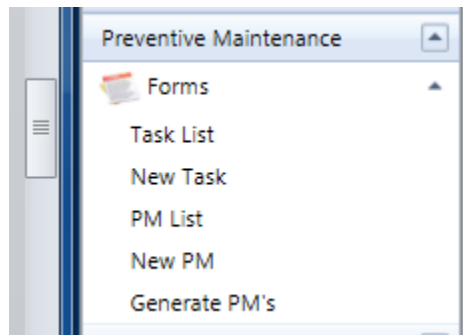 Preventive Maintenance
Forms
Task List
New Task
PM List
New PM
Generate PM's